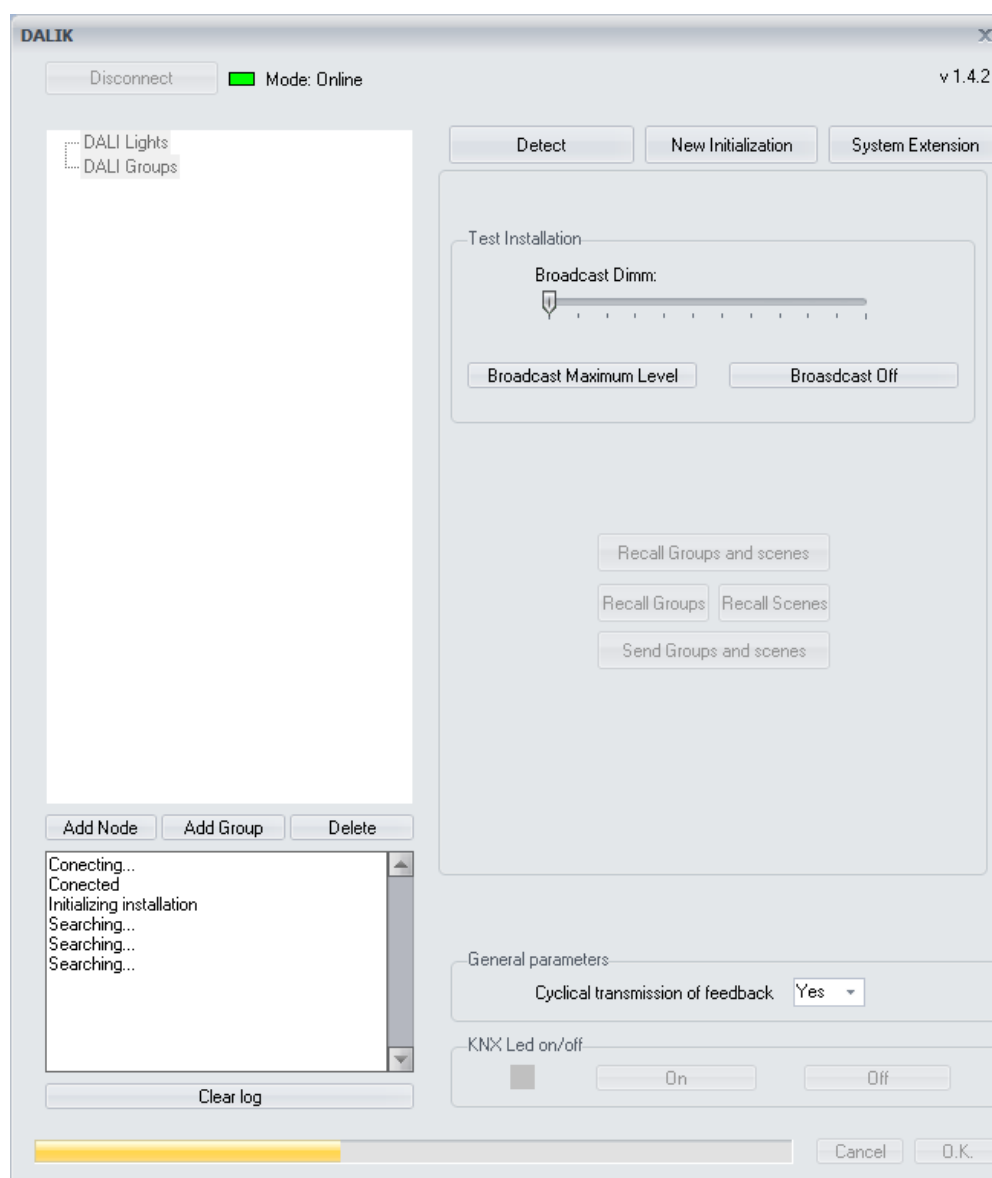 DALIK
x
Disconnect
Mode: Online
v 1.4.2
DALI Lights
DALI Groups
Detect
New Initialization
System Extension
Test Installation
Broadcast Dimm:
Broadcast Maximum Level
Broasdcast Off
Recall Groups and scenes
Recall Groups
Recall Scenes
Send Groups and scenes
Add Node
Add Group
Delete
Conecting...
Conected
Initializing installation
Searching...
Searching...
Searching...
Clear log
General parameters
Cyclical transmission of feedback
Yes
KNX Led on/off
On
Off
Cancel
O.K.